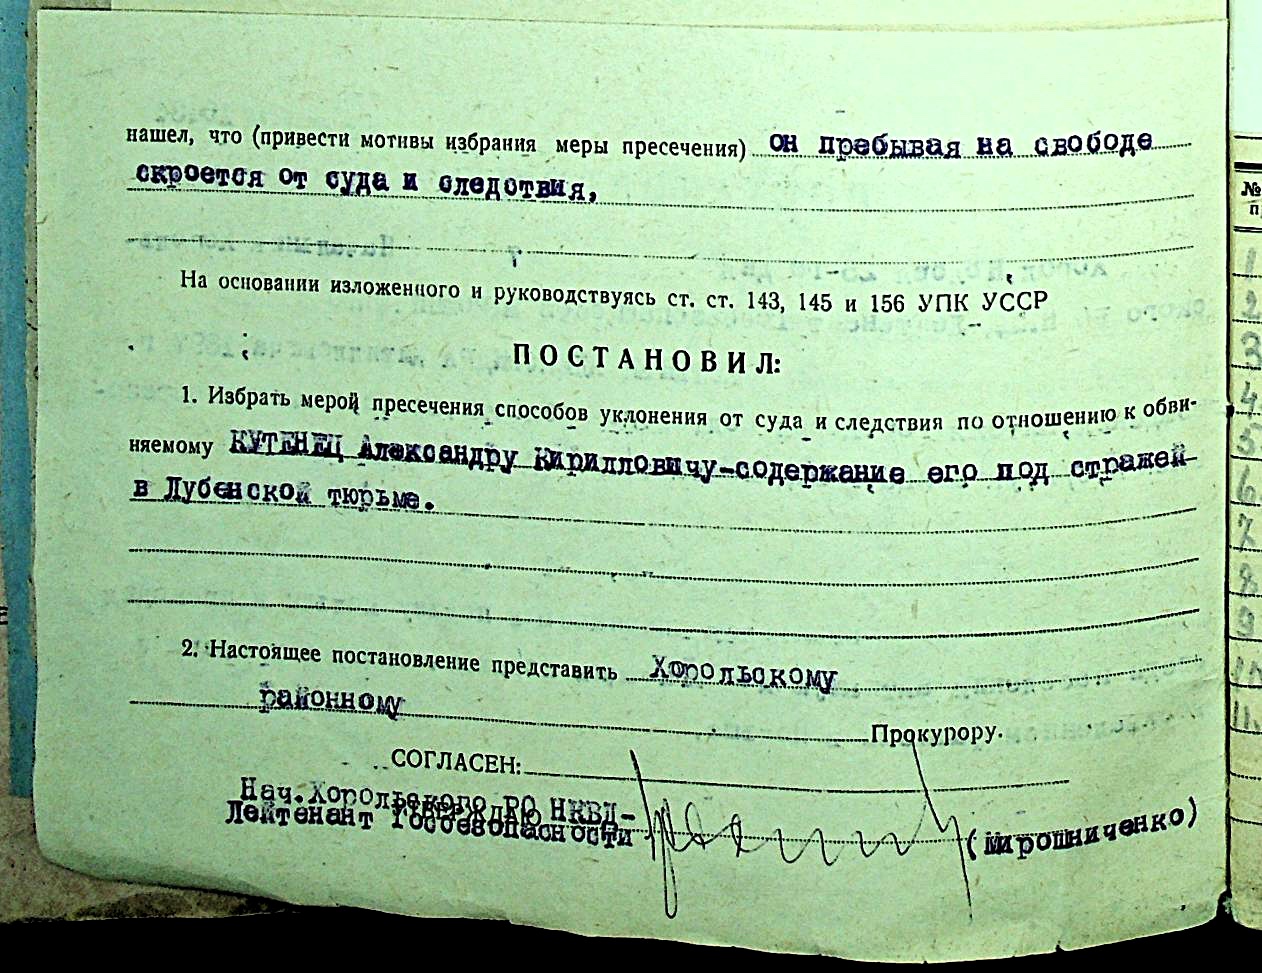 нашел, что (привести мотивы избрания меры пресечения) он пребывая на свободе
скроется от суда и следствия,
На основании изложенного и руководствуясь ст. ст. 143, 145 и 156 УПК УССР
ПОСТАНОВИЛ:
1. Избрать мерой пресечения способов уклонения от суда и следствия по отношению к обви-
няемому КУТЕНЕЦ Александру Кирилловичу-содержание его под стражей
в Лубенской тюрьме.
2. Настоящее постановление представить Хорольскому
районному Прокурору.
СОГЛАСЕН:
Нач.Хорольского РО НКВД-
УТВЕРЖДАЮ
Лейтенант Госбезопасности (Мирошниченко)
№
п
1
2
3
4
5
6
7
8
9
11.